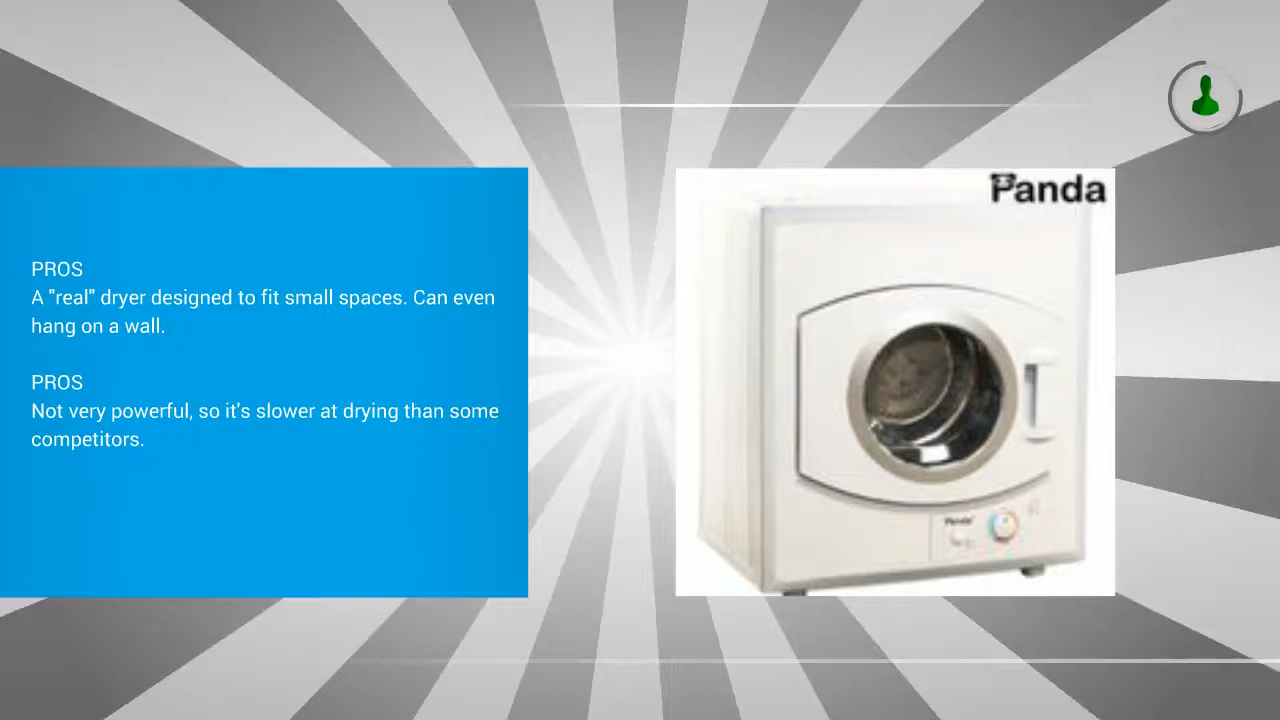 Panda
PROS
A "real" dryer designed to fit small spaces. Can even
hang on a wall.
PROS
Not very powerful, so it's slower at drying than some
competitors.
Panda